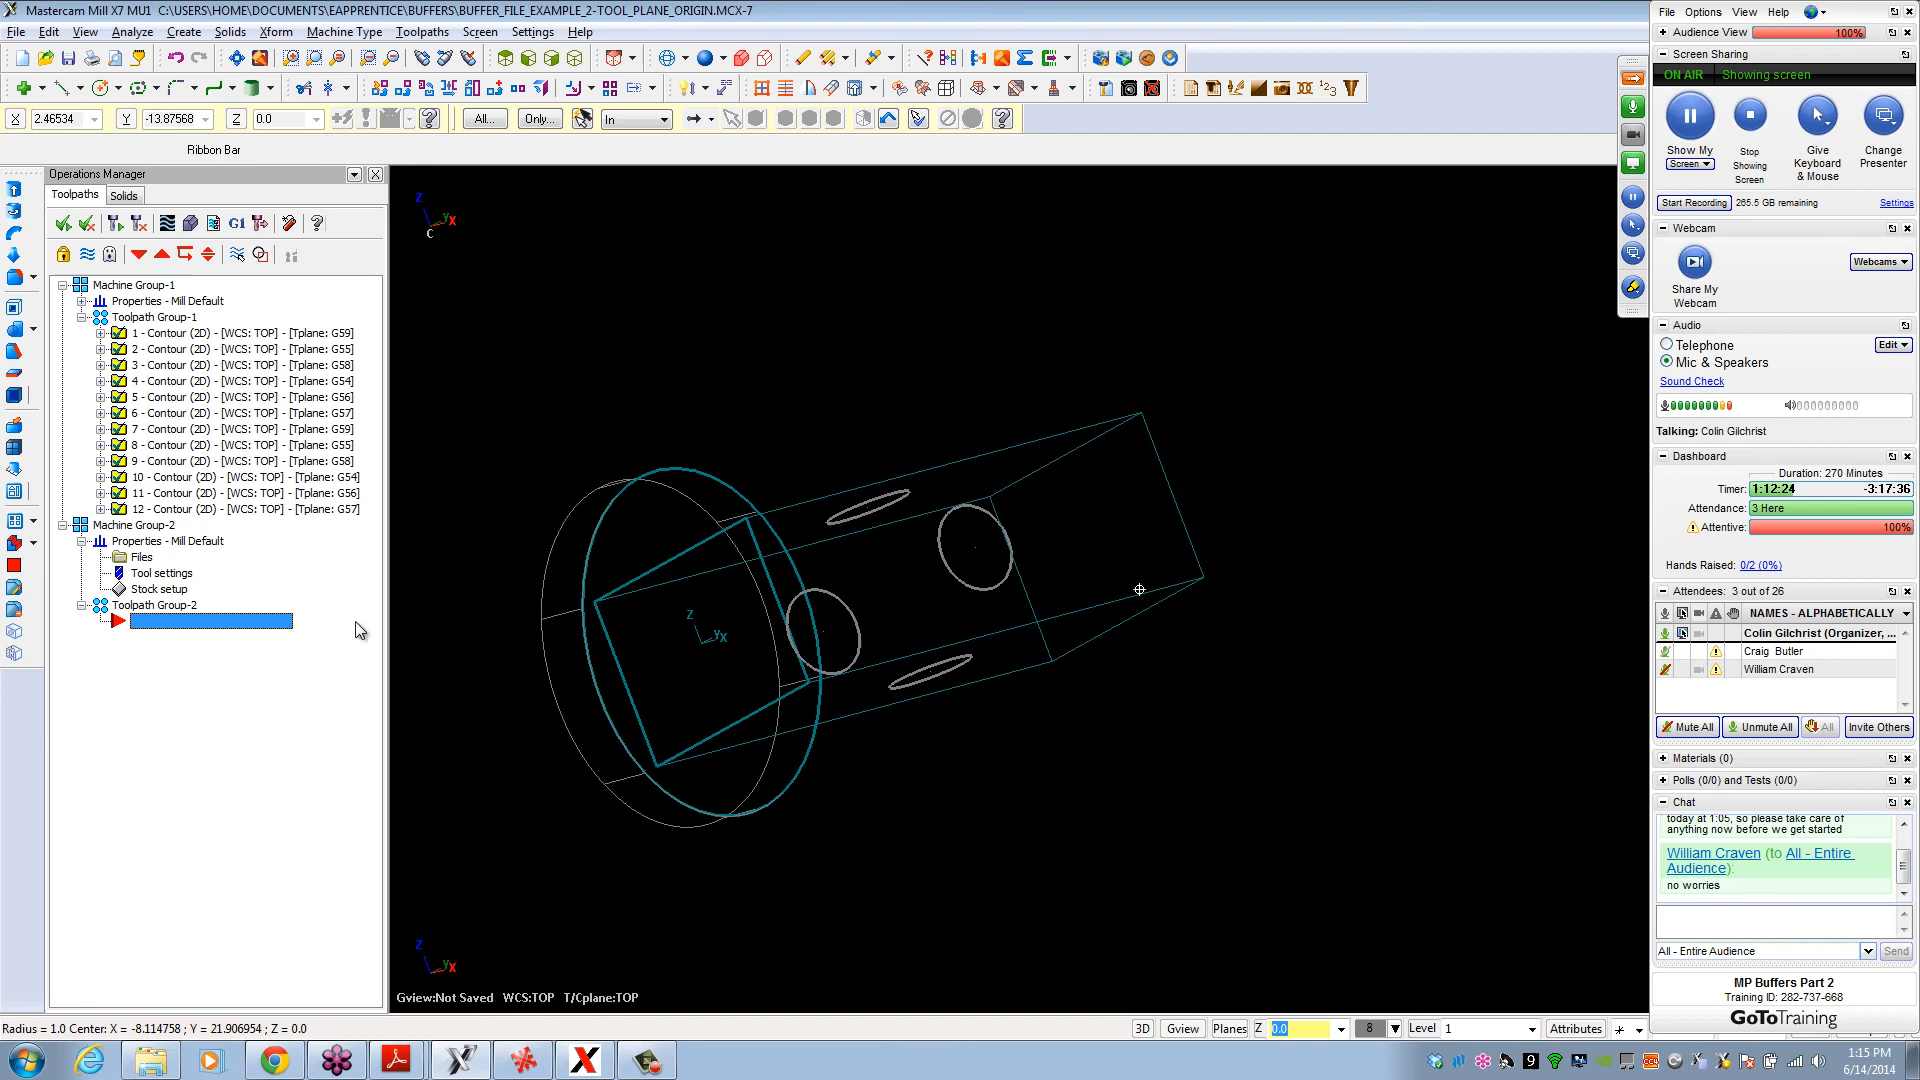 Mastercam Mill X7 MU1  C:\USERS\HOME\DOCUMENTS\EAPPRENTICE\BUFFERS\BUFFER_FILE_EXAMPLE_2-TOOL_PLANE_ORIGIN.MCX-7
File Edit View Analyze Create Solids Xform Machine Type Toolpaths Screen Settings Help
X 2.46534 Y -13.87568 Z 0.0 All... Only... In
Ribbon Bar
Operations Manager
Toolpaths Solids
G1
Machine Group-1
Properties - Mill Default
Toolpath Group-1
1 - Contour (2D) - [WCS: TOP] - [Tplane: G59]
2 - Contour (2D) - [WCS: TOP] - [Tplane: G55]
3 - Contour (2D) - [WCS: TOP] - [Tplane: G58]
4 - Contour (2D) - [WCS: TOP] - [Tplane: G54]
5 - Contour (2D) - [WCS: TOP] - [Tplane: G56]
6 - Contour (2D) - [WCS: TOP] - [Tplane: G57]
7 - Contour (2D) - [WCS: TOP] - [Tplane: G59]
8 - Contour (2D) - [WCS: TOP] - [Tplane: G55]
9 - Contour (2D) - [WCS: TOP] - [Tplane: G58]
10 - Contour (2D) - [WCS: TOP] - [Tplane: G54]
11 - Contour (2D) - [WCS: TOP] - [Tplane: G56]
12 - Contour (2D) - [WCS: TOP] - [Tplane: G57]
Machine Group-2
Properties - Mill Default
Files
Tool settings
Stock setup
Toolpath Group-2
Z
Y X
C
Z
Y X
Z
Y X
Gview:Not Saved WCS:TOP T/Cplane:TOP
Radius = 1.0 Center: X = -8.114758 ; Y = 21.906954 ; Z = 0.0
3D Gview Planes Z 0.0 8 Level 1 Attributes
File Options View Help
Audience View 100%
Screen Sharing
ON AIR Showing screen
Show My
Screen
Stop
Showing
Screen
Give
Keyboard
& Mouse
Change
Presenter
Start Recording 265.5 GB remaining Settings
Webcam
Webcams
Share My
Webcam
Audio
Telephone Edit
Mic & Speakers
Sound Check
Talking: Colin Gilchrist
Dashboard
Duration: 270 Minutes
Timer: 1:12:24 -3:17:36
Attendance: 3 Here
Attentive: 100%
Hands Raised: 0/2 (0%)
Attendees: 3 out of 26
NAMES - ALPHABETICALLY
Colin Gilchrist (Organizer, ...
Craig Butler
William Craven
Mute All Unmute All All Invite Others
Materials (0)
Polls (0/0) and Tests (0/0)
Chat
today at 1:05, so please take care of
anything now before we get started
William Craven (to All - Entire
Audience):
no worries
All - Entire Audience Send
MP Buffers Part 2
Training ID: 282-737-668
GoToTraining
1:15 PM
6/14/2014